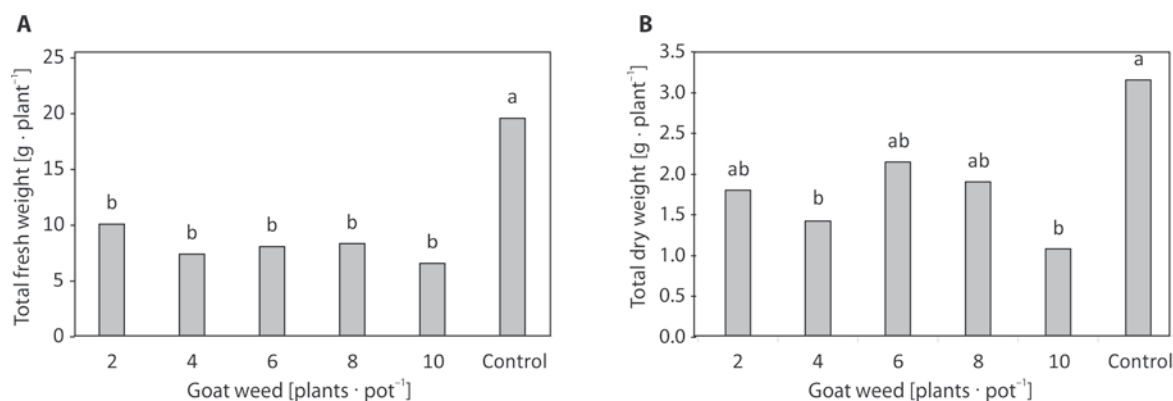 A
Total fresh weight [g · plant⁻¹]
25
20
15
10
5
0
b
b
b
b
b
a
2 4 6 8 10 Control
Goat weed [plants · pot⁻¹]
B
Total dry weight [g · plant⁻¹]
3.5
3.0
2.5
2.0
1.5
1.0
0.5
0.0
ab
b
ab
ab
b
a
2 4 6 8 10 Control
Goat weed [plants · pot⁻¹]